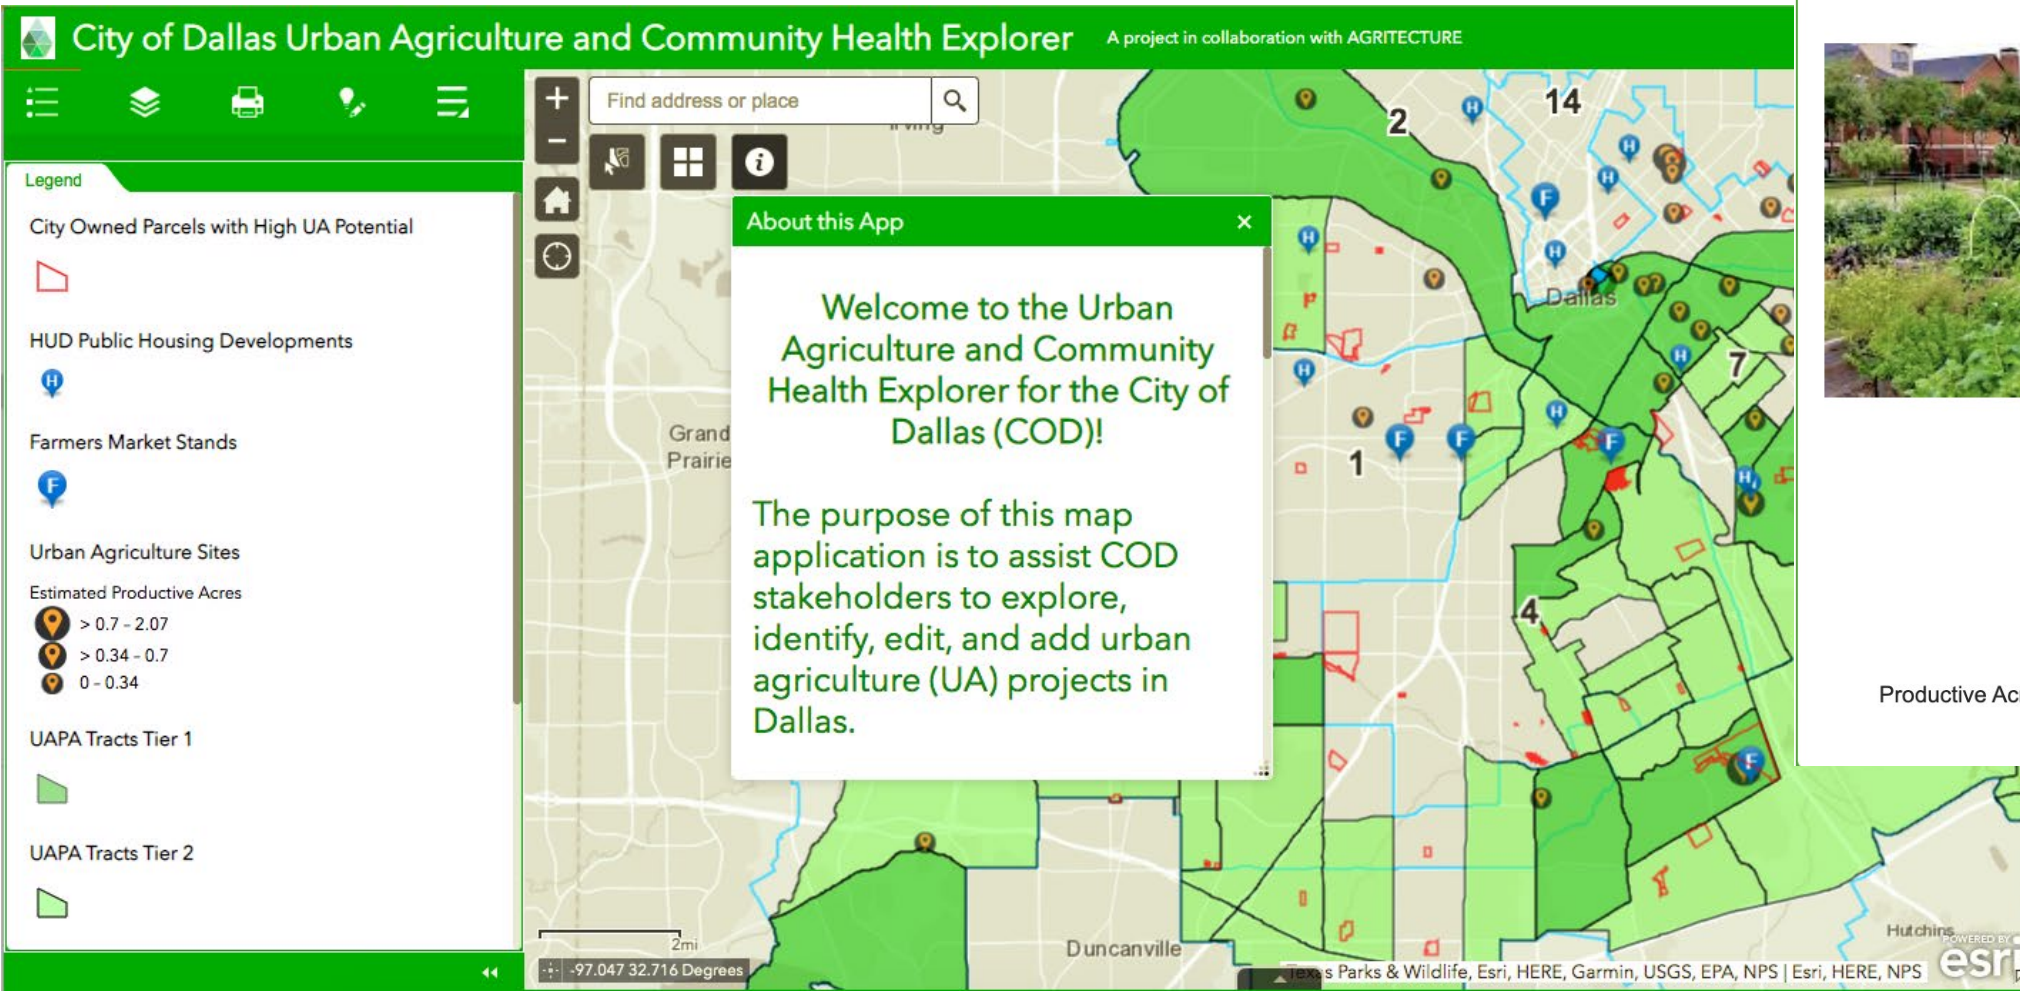 City of Dallas Urban Agriculture and Community Health Explorer
A project in collaboration with AGRITECTURE
Find address or place
Legend
City Owned Parcels with High UA Potential
HUD Public Housing Developments
H
Farmers Market Stands
F
Urban Agriculture Sites
Estimated Productive Acres
> 0.7 - 2.07
> 0.34 - 0.7
0 - 0.34
UAPA Tracts Tier 1
UAPA Tracts Tier 2
About this App
Welcome to the Urban
Agriculture and Community
Health Explorer for the City of
Dallas (COD)!
The purpose of this map
application is to assist COD
stakeholders to explore,
identify, edit, and add urban
agriculture (UA) projects in
Dallas.
Irving
2
14
Dallas
7
Grand
Prairie
1
4
Productive Ac
Duncanville
Hutchins
2mi
-97.047 32.716 Degrees
Texas Parks & Wildlife, Esri, HERE, Garmin, USGS, EPA, NPS | Esri, HERE, NPS
POWERED BY
esri